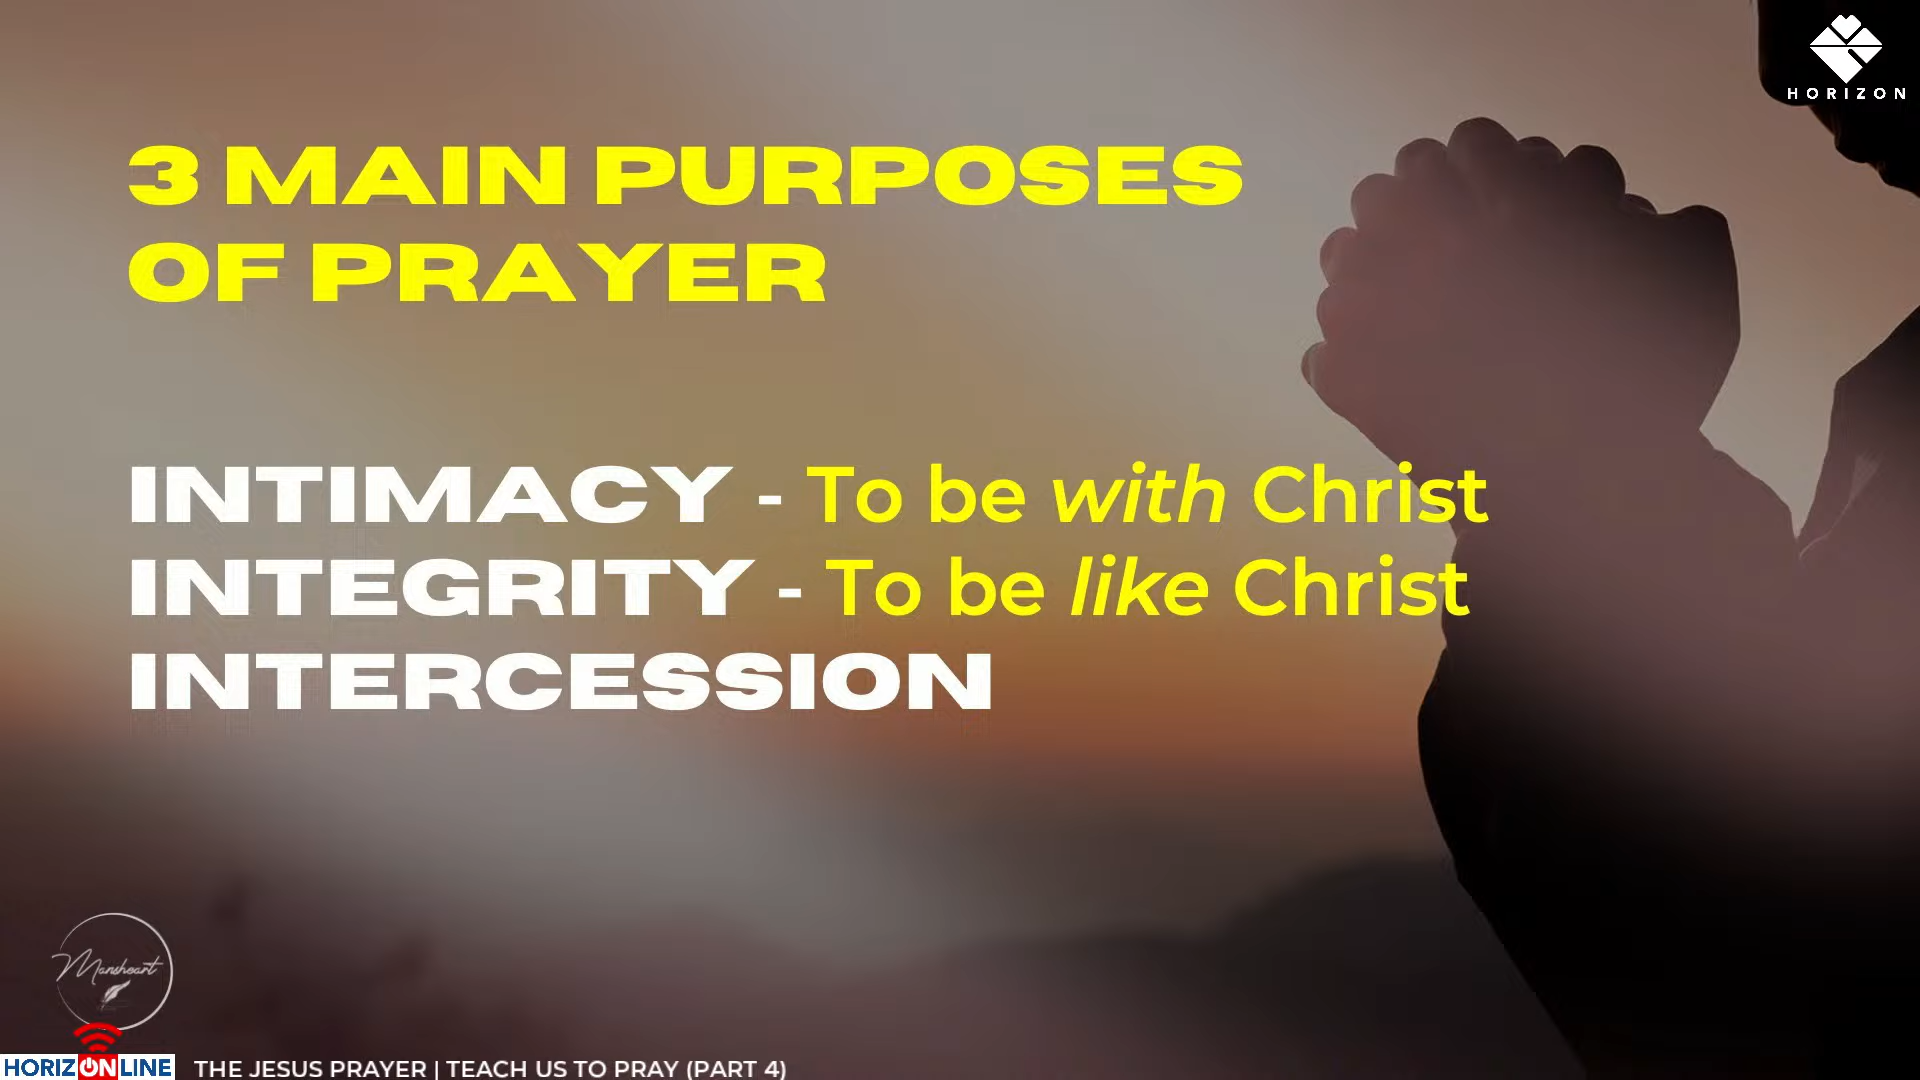 HORIZON
3 MAIN PURPOSES
OF PRAYER
INTIMACY - To be with Christ
INTEGRITY - To be like Christ
INTERCESSION
Mansheart
HORIZONLINE
THE JESUS PRAYER | TEACH US TO PRAY (PART 4)